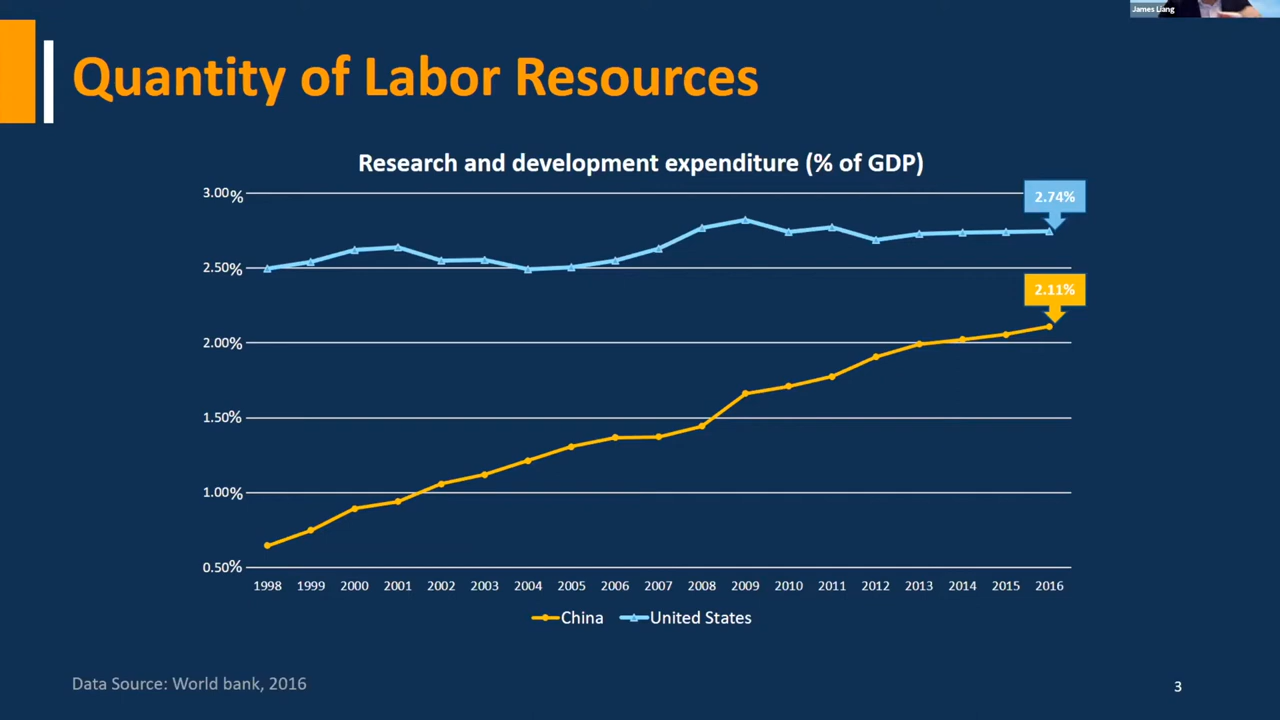 James Liang
Quantity of Labor Resources
Research and development expenditure (% of GDP)
3.00%
2.74%
2.50%
2.11%
2.00%
1.50%
1.00%
0.50%
1998 1999 2000 2001 2002 2003 2004 2005 2006 2007 2008 2009 2010 2011 2012 2013 2014 2015 2016
China United States
Data Source: World bank, 2016
3